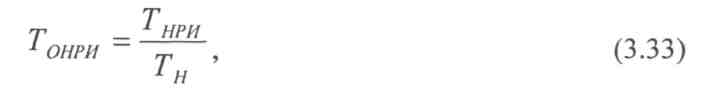 T_ОНРИ = T_НРИ / T_Н , (3.33)